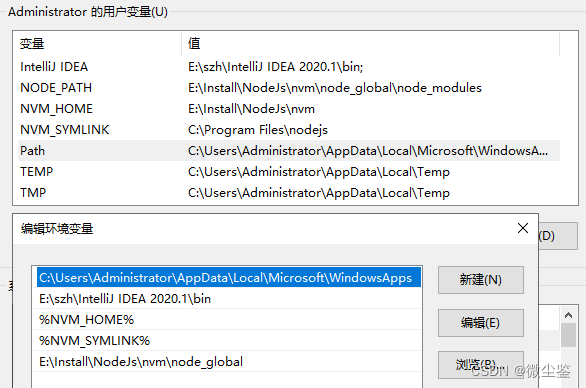 Administrator 的用户变量(U)
变量 值
IntelliJ IDEA E:\szh\IntelliJ IDEA 2020.1\bin;
NODE_PATH E:\Install\NodeJs\nvm\node_global\node_modules
NVM_HOME E:\Install\NodeJs\nvm
NVM_SYMLINK C:\Program Files\nodejs
Path C:\Users\Administrator\AppData\Local\Microsoft\WindowsA...
TEMP C:\Users\Administrator\AppData\Local\Temp
TMP C:\Users\Administrator\AppData\Local\Temp
(D)
编辑环境变量
C:\Users\Administrator\AppData\Local\Microsoft\WindowsApps 新建(N)
E:\szh\IntelliJ IDEA 2020.1\bin
%NVM_HOME% 编辑(E)
%NVM_SYMLINK%
E:\Install\NodeJs\nvm\node_global 浏览(R)...
CSDN @微尘鉴